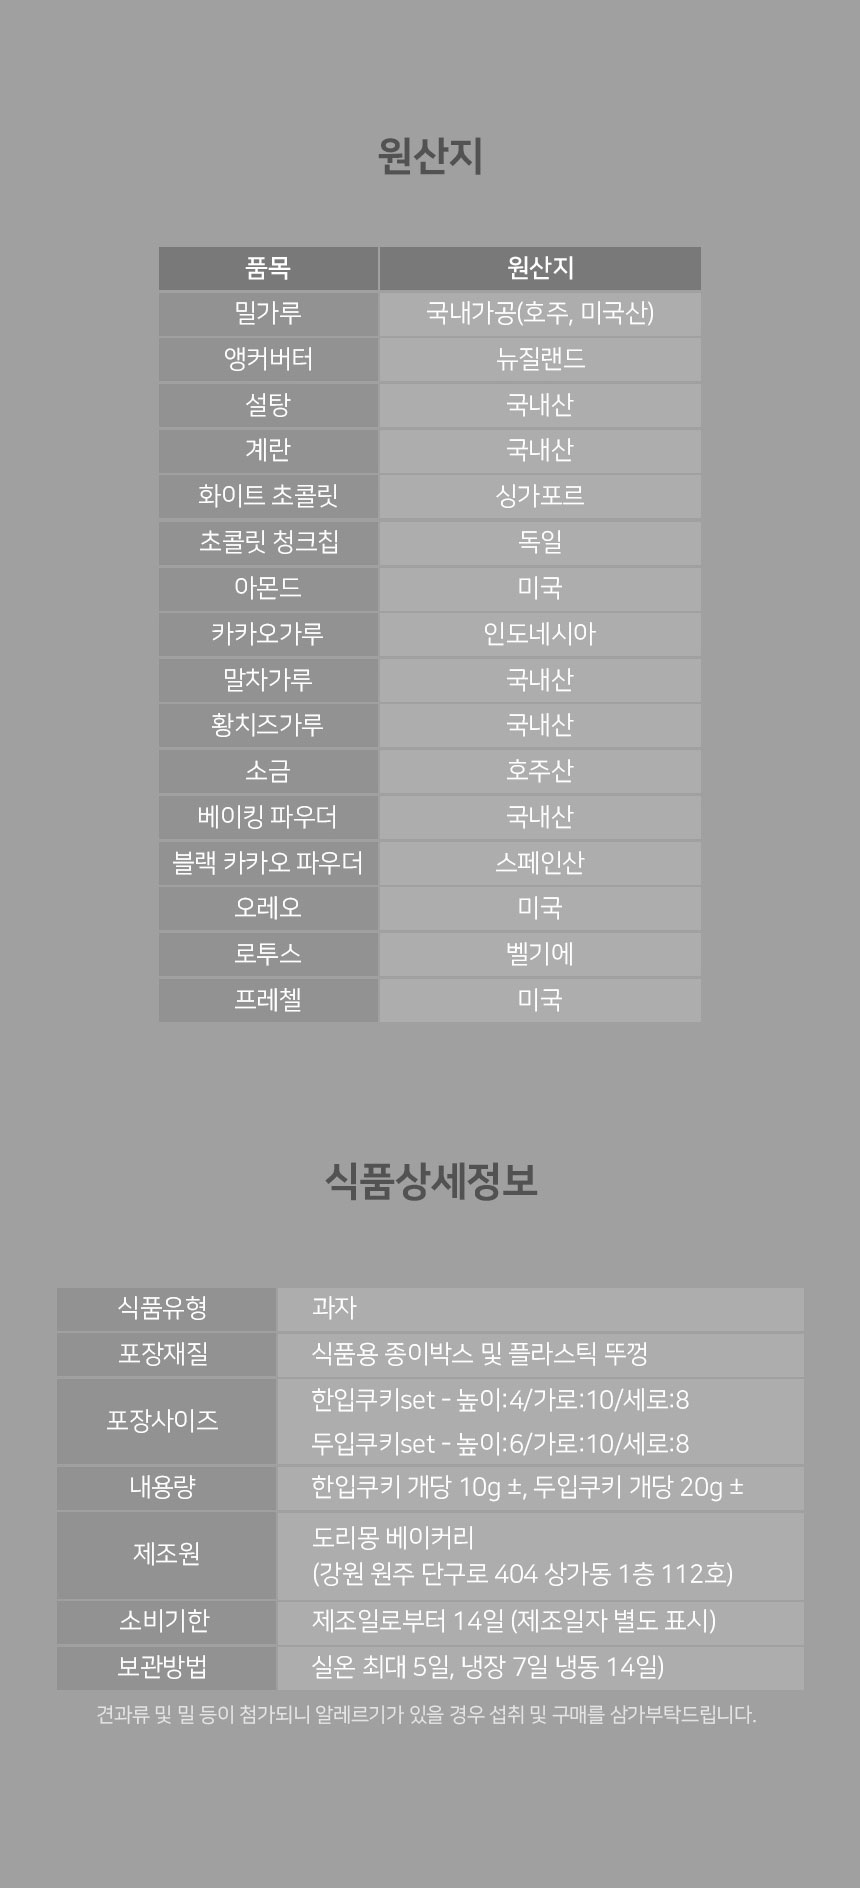 원산지
품목 원산지
밀가루 국내가공(호주, 미국산)
앵커버터 뉴질랜드
설탕 국내산
계란 국내산
화이트 초콜릿 싱가포르
초콜릿 청크칩 독일
아몬드 미국
카카오가루 인도네시아
말차가루 국내산
황치즈가루 국내산
소금 호주산
베이킹 파우더 국내산
블랙 카카오 파우더 스페인산
오레오 미국
로투스 벨기에
프레첼 미국
식품상세정보
식품유형 과자
포장재질 식품용 종이박스 및 플라스틱 뚜껑
포장사이즈 한입쿠키set - 높이:4/가로:10/세로:8
두입쿠키set - 높이:6/가로:10/세로:8
내용량 한입쿠키 개당 10g ±, 두입쿠키 개당 20g ±
제조원 도리몽 베이커리
(강원 원주 단구로 404 상가동 1층 112호)
소비기한 제조일로부터 14일 (제조일자 별도 표시)
보관방법 실온 최대 5일, 냉장 7일 냉동 14일)
견과류 및 밀 등이 첨가되니 알레르기가 있을 경우 섭취 및 구매를 삼가부탁드립니다.